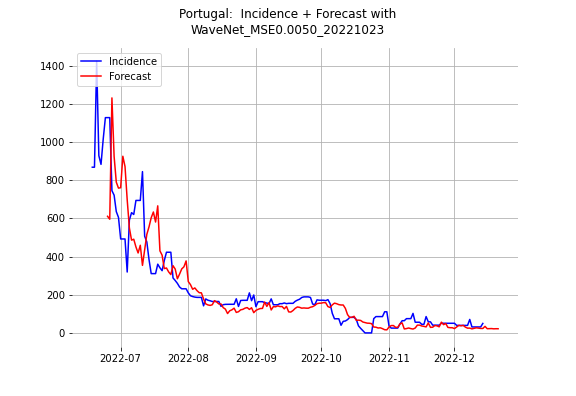 Portugal:  Incidence + Forecast with
WaveNet_MSE0.0050_20221023
Incidence
Forecast
1400
1200
1000
800
600
400
200
0
2022-07 2022-08 2022-09 2022-10 2022-11 2022-12